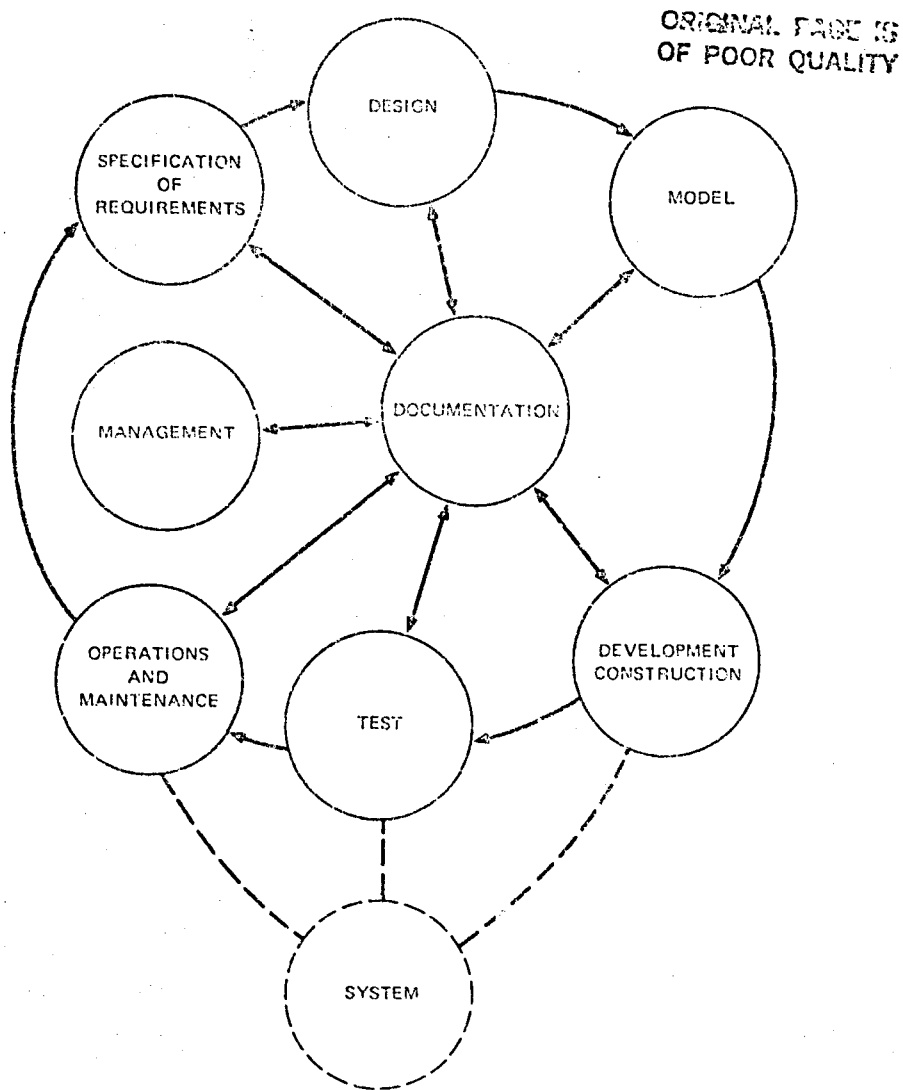 ORIGINAL PAGE IS
OF POOR QUALITY
DESIGN
SPECIFICATION
OF
REQUIREMENTS
MODEL
DOCUMENTATION
MANAGEMENT
OPERATIONS
AND
MAINTENANCE
TEST
DEVELOPMENT
CONSTRUCTION
SYSTEM